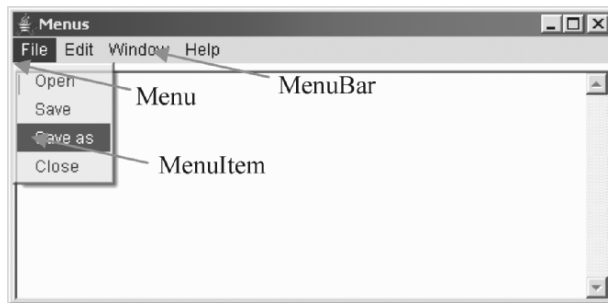 Menus
File Edit Window Help
Open
Save
Save as
Close
Menu
MenuBar
MenuItem